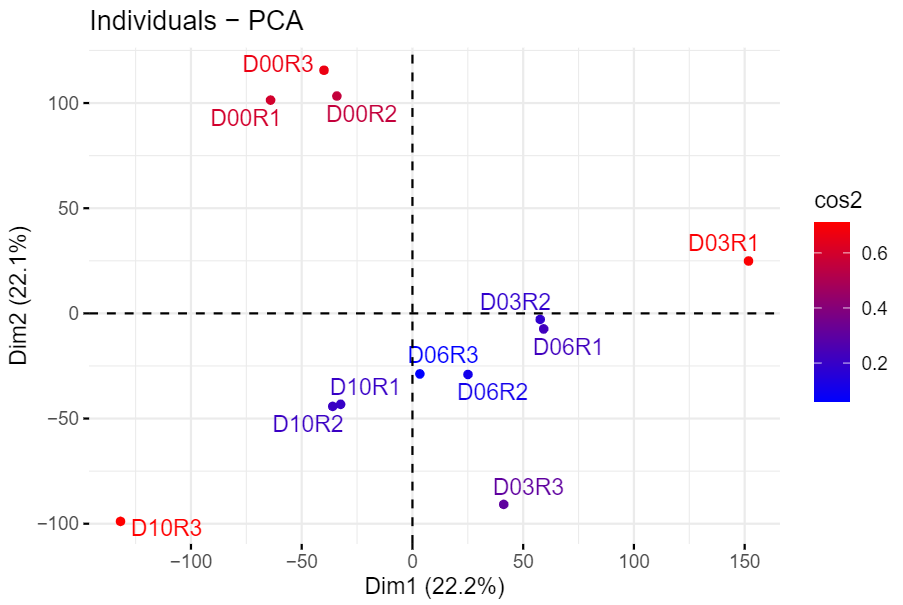 Individuals − PCA
D00R3
D00R1
D00R2
D03R1
D03R2
D06R1
D06R3
D06R2
D10R1
D10R2
D03R3
D10R3
100
50
0
−50
−100
−100
−50
0
50
100
150
Dim1 (22.2%)
Dim2 (22.1%)
cos2
0.6
0.4
0.2